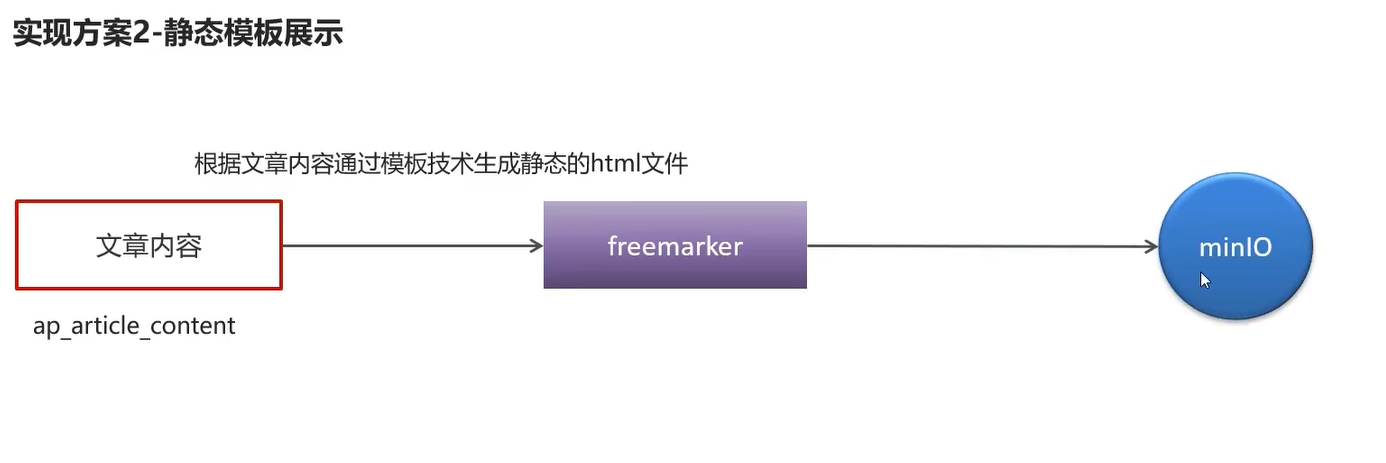 实现方案2-静态模板展示
根据文章内容通过模板技术生成静态的html文件
文章内容
freemarker
minIO
ap_article_content